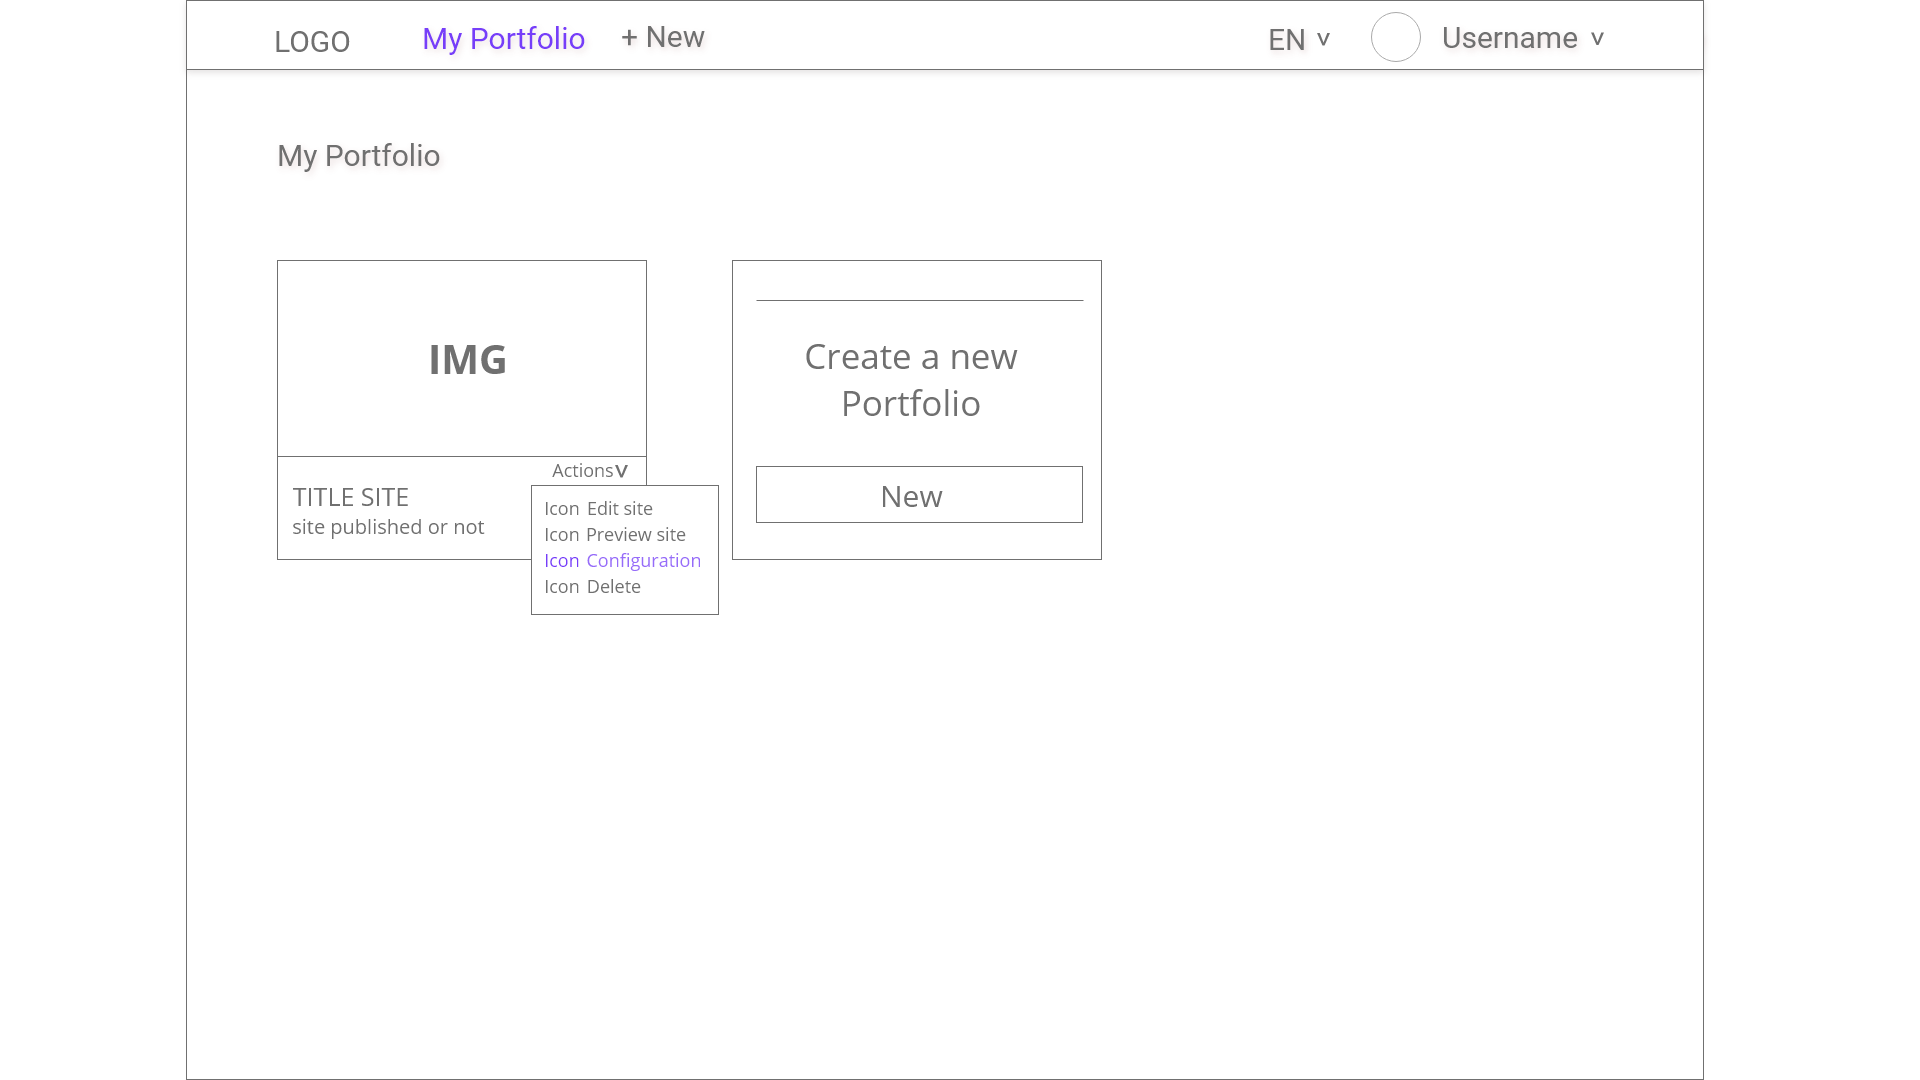 LOGO My Portfolio + New EN v Username v
My Portfolio
IMG
Actions v
TITLE SITE
site published or not
Icon Edit site
Icon Preview site
Icon Configuration
Icon Delete
Create a new
Portfolio
New